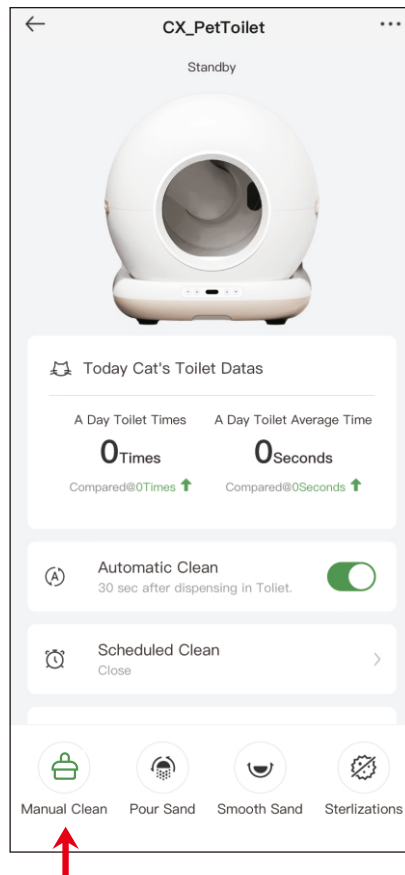 CX_PetToilet
Standby
Today Cat's Toilet Datas
A Day Toilet Times A Day Toilet Average Time
0Times 0Seconds
Compared@0Times Compared@0Seconds
Automatic Clean
30 sec after dispensing in Toliet.
Scheduled Clean
Close
Manual Clean Pour Sand Smooth Sand Sterlizations